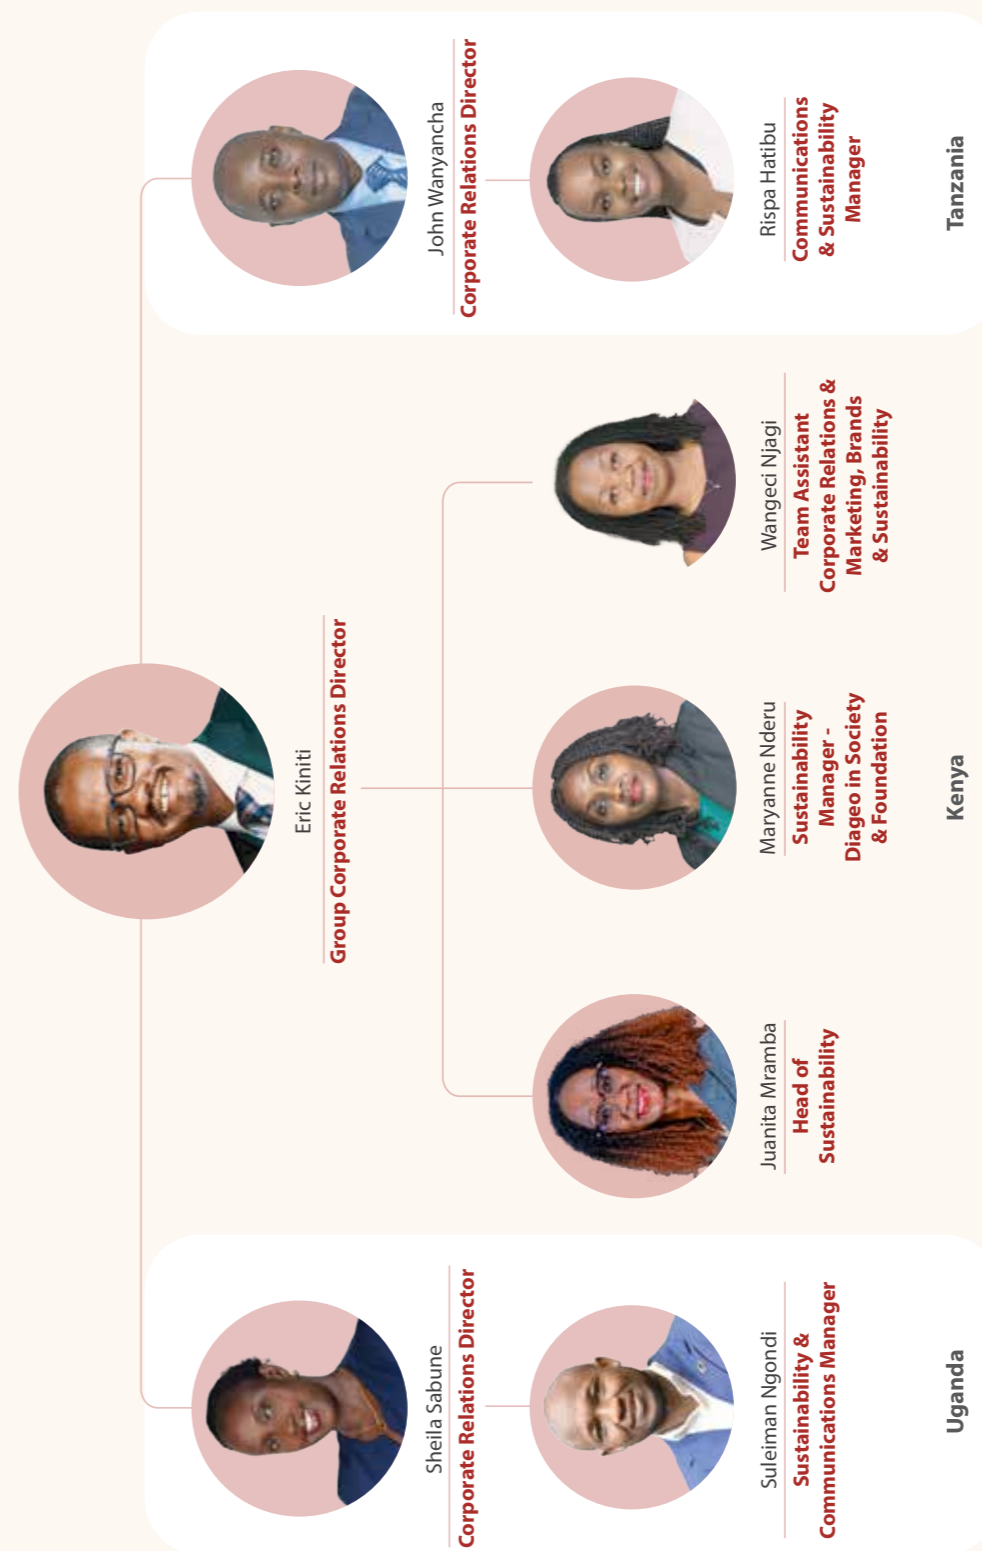 Eric Kiniti
Group Corporate Relations Director
Sheila Sabune
Corporate Relations Director
John Wanyancha
Corporate Relations Director
Suleiman Ngondi
Sustainability &
Communications Manager
Juanita Mramba
Head of
Sustainability
Maryanne Nderu
Sustainability
Manager -
Diageo in Society
& Foundation
Wangeci Njagi
Team Assistant
Corporate Relations &
Marketing, Brands
& Sustainability
Rispa Hatibu
Communications
& Sustainability
Manager
Uganda
Kenya
Tanzania